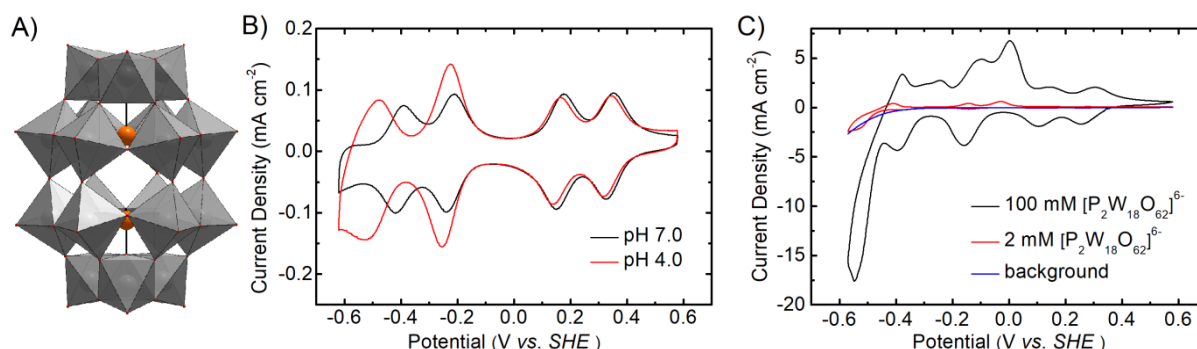 A)
B)
0.2
0.1
0.0
-0.1
-0.2
Current Density (mA cm⁻²)
pH 7.0
pH 4.0
-0.6 -0.4 -0.2 0.0 0.2 0.4 0.6
Potential (V vs. SHE )
C)
5
0
-5
-10
-15
-20
Current Density (mA cm⁻²)
100 mM [P₂W₁₈O₆₂]⁶⁻
2 mM [P₂W₁₈O₆₂]⁶⁻
background
-0.6 -0.4 -0.2 0.0 0.2 0.4 0.6
Potential (V vs. SHE )